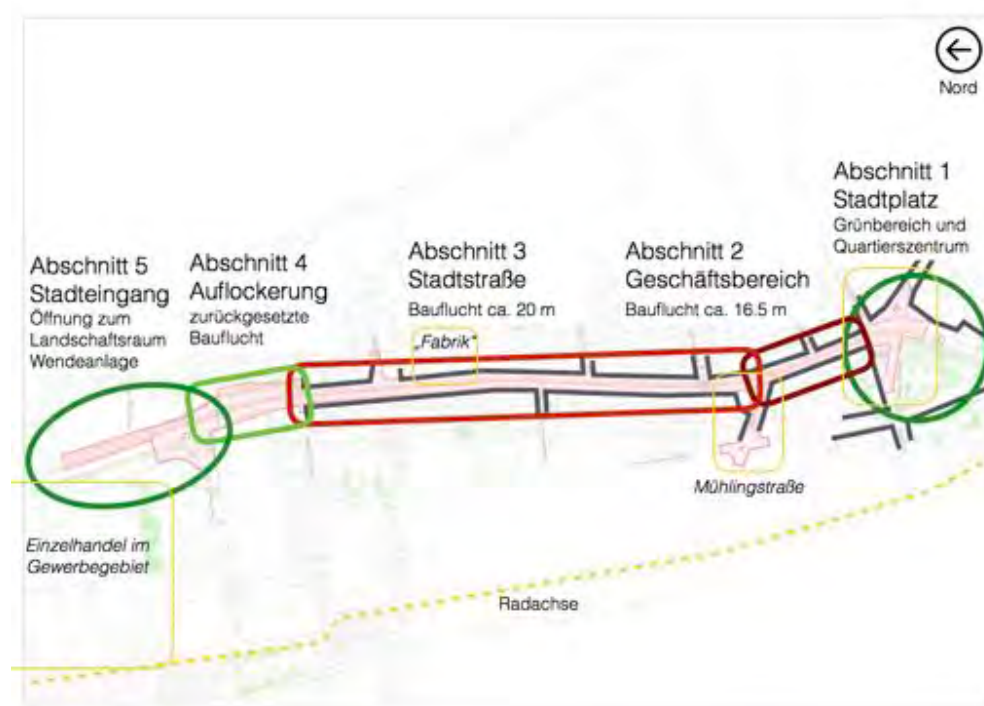 Nord
Abschnitt 1
Stadtplatz
Grünbereich und
Quartierszentrum
Abschnitt 2
Geschäftsbereich
Bauflucht ca. 16.5 m
Abschnitt 3
Stadtstraße
Bauflucht ca. 20 m
„Fabrik“
Abschnitt 4
Auflockerung
zurückgesetzte
Bauflucht
Abschnitt 5
Stadteingang
Öffnung zum
Landschaftsraum
Wendeanlage
Mühlingstraße
Einzelhandel im
Gewerbegebiet
Radachse